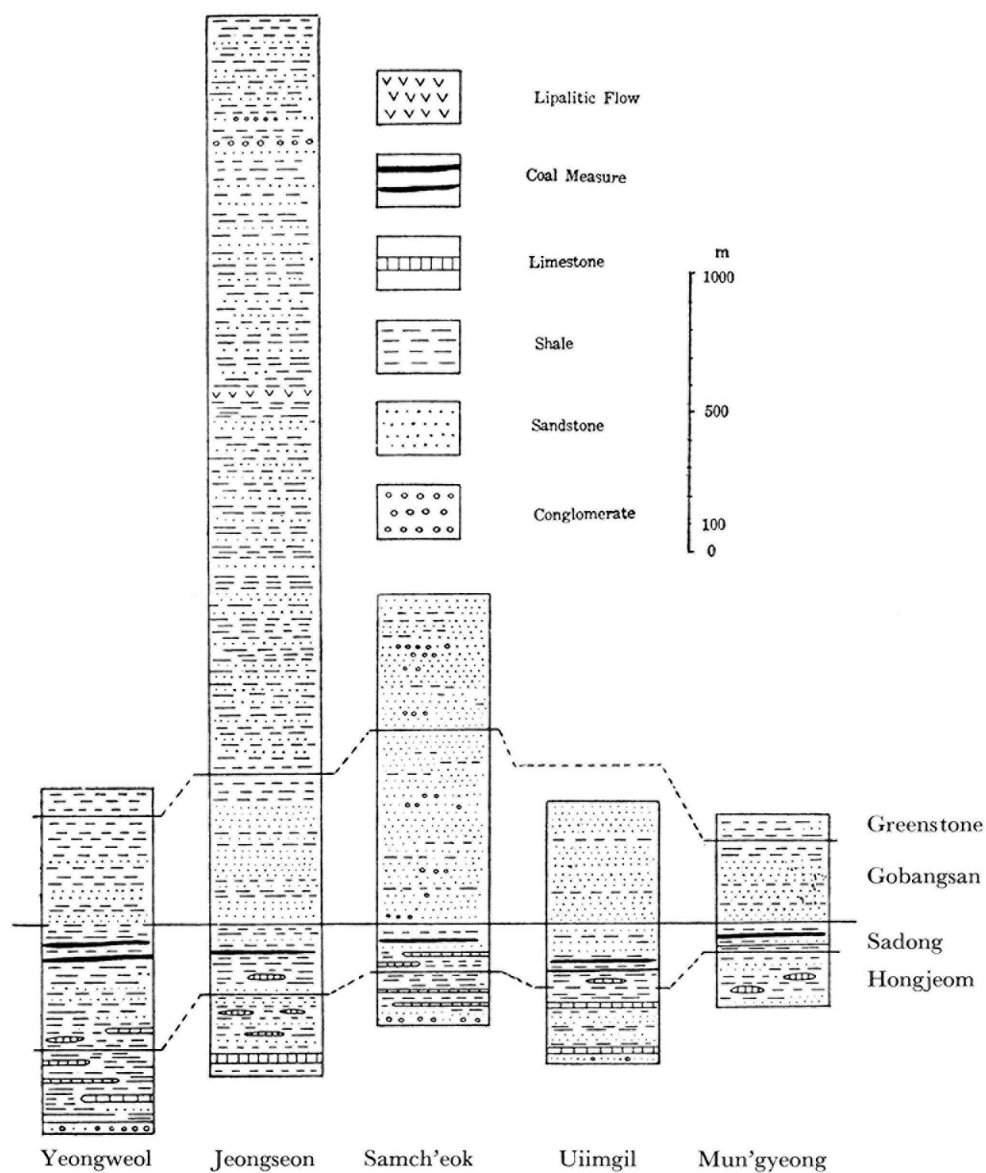 Lipalitic Flow
Coal Measure
Limestone
Shale
Sandstone
Conglomerate
m
1000
500
100
0
Greenstone
Gobangsan
Sadong
Hongjeom
Yeongweol
Jeongseon
Samch'eok
Uiimgil
Mun'gyeong